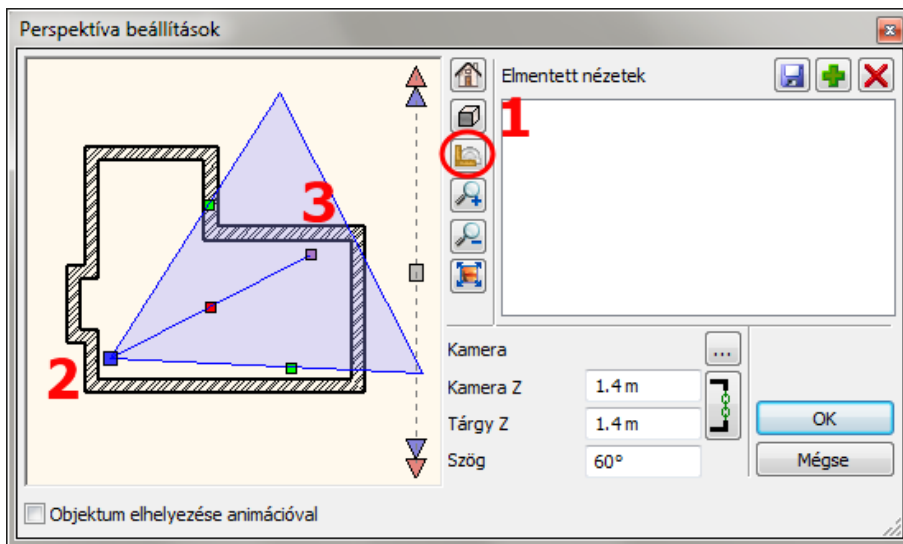 Perspektíva beállítások
Elmentett nézetek
1
3
2
Kamera
...
Kamera Z
1.4 m
Tárgy Z
1.4 m
Szög
60°
OK
Mégse
Objektum elhelyezése animációval